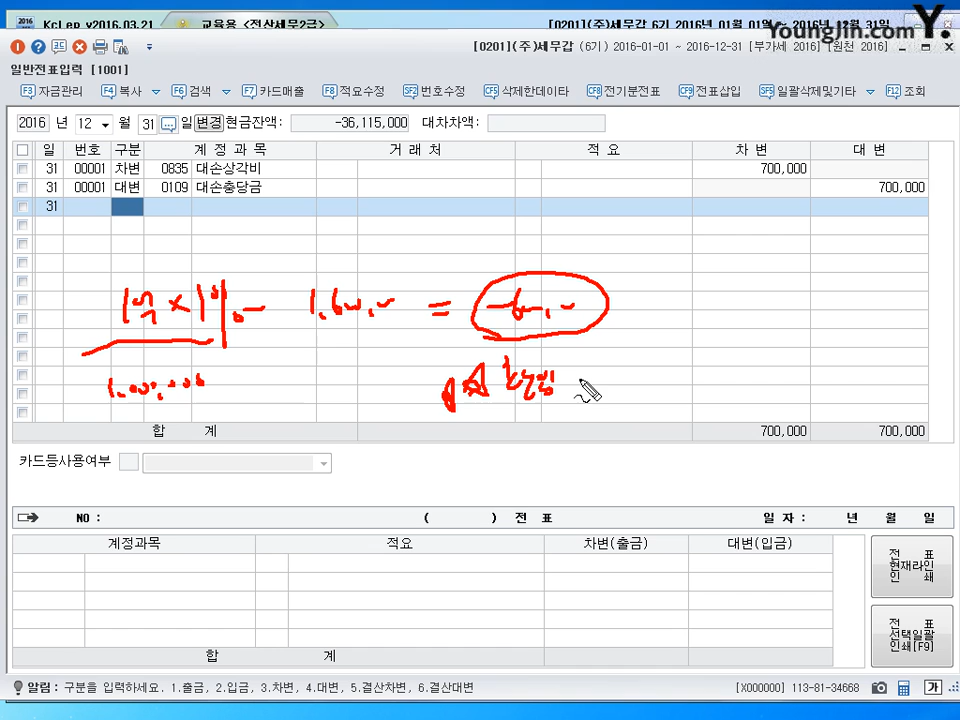 KcLep v2016.03.21
교육용 <전산세무2급>
[0201] (주)세무갑 6기 2016년 01월 01일 ~ 2016년 12월 31일
YoungJin.com Y.
[0201](주)세무갑 (6기) 2016-01-01 ~ 2016-12-31 [부가세 2016] [원천 2016]
일반전표입력 [1001]
F3 자금관리 F4 복사 F6 검색 F7 카드매출 F8 적요수정 SF2 번호수정 CF5 삭제한데이타 CF8 전기분전표 CF9 전표삽입 SF5 일괄삭제및기타 F12 조회
2016 년 12 월 31 일 변경 현금잔액: -36,115,000 대차차액:
일 번호 구분 계 정 과 목 거 래 처 적 요 차 변 대 변
31 00001 차변 0835 대손상각비 700,000
31 00001 대변 0109 대손충당금 700,000
31
합 계 700,000 700,000
카드등사용여부
NO : ( ) 전 표 일 자 : 년 월 일
계정과목 적요 차변(출금) 대변(입금)
전 표
현재라인
인 쇄
전 표
선택일괄
인쇄[F9]
합 계
알림 : 구분을 입력하세요. 1.출금, 2.입금, 3.차변, 4.대변, 5.결산차변, 6.결산대변 [X000000] 113-81-34668 가